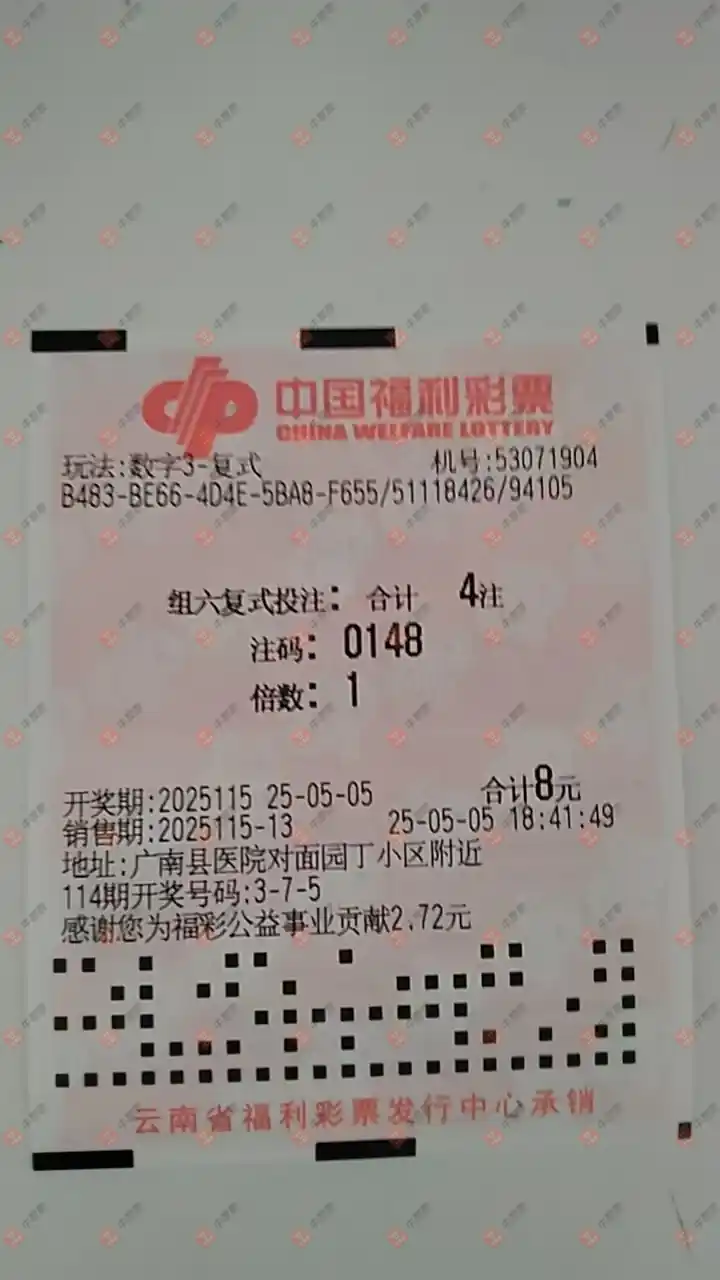 中国福利彩票
CHINA WELFARE LOTTERY
玩法:数字3-复式 机号:53071904
B483-BE66-4D4E-5BA8-F655/51118426/94105
组六复式投注: 合计 4注
注码: 0148
倍数: 1
开奖期:2025115 25-05-05 合计8元
销售期:2025115-13 25-05-05 18:41:49
地址:广南县医院对面园丁小区附近
114期开奖号码:3-7-5
感谢您为福彩公益事业贡献2.72元
云南省福利彩票发行中心承销